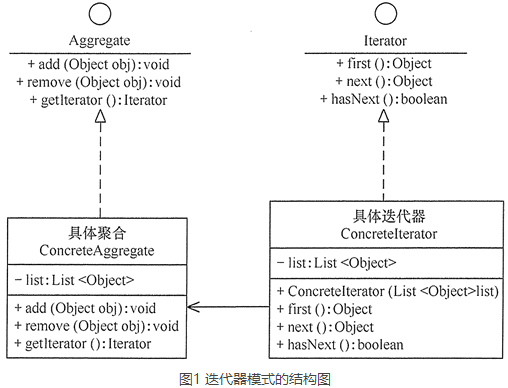 Aggregate
+ add (Object obj):void
+ remove (Object obj):void
+ getIterator ():Iterator
Iterator
+ first ():Object
+ next ():Object
+ hasNext ():boolean
具体聚合
ConcreteAggregate
- list:List <Object>
+ add (Object obj):void
+ remove (Object obj):void
+ getIterator ():Iterator
具体迭代器
ConcreteIterator
- list:List <Object>
+ ConcreteIterator (List <Object>list)
+ first ():Object
+ next ():Object
+ hasNext ():boolean
图1 迭代器模式的结构图